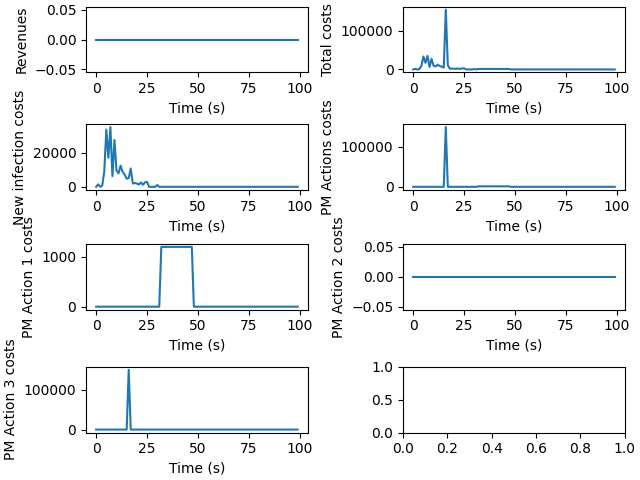 Revenues
0.05
0.00
−0.05
0 25 50 75 100
Time (s)
Total costs
100000
0
0 25 50 75 100
Time (s)
New infection costs
20000
0
0 25 50 75 100
Time (s)
PM Actions costs
100000
0
0 25 50 75 100
Time (s)
PM Action 1 costs
1000
0
0 25 50 75 100
Time (s)
PM Action 2 costs
0.05
0.00
−0.05
0 25 50 75 100
Time (s)
PM Action 3 costs
100000
0
0 25 50 75 100
Time (s)
1.0
0.5
0.0
0.0 0.2 0.4 0.6 0.8 1.0